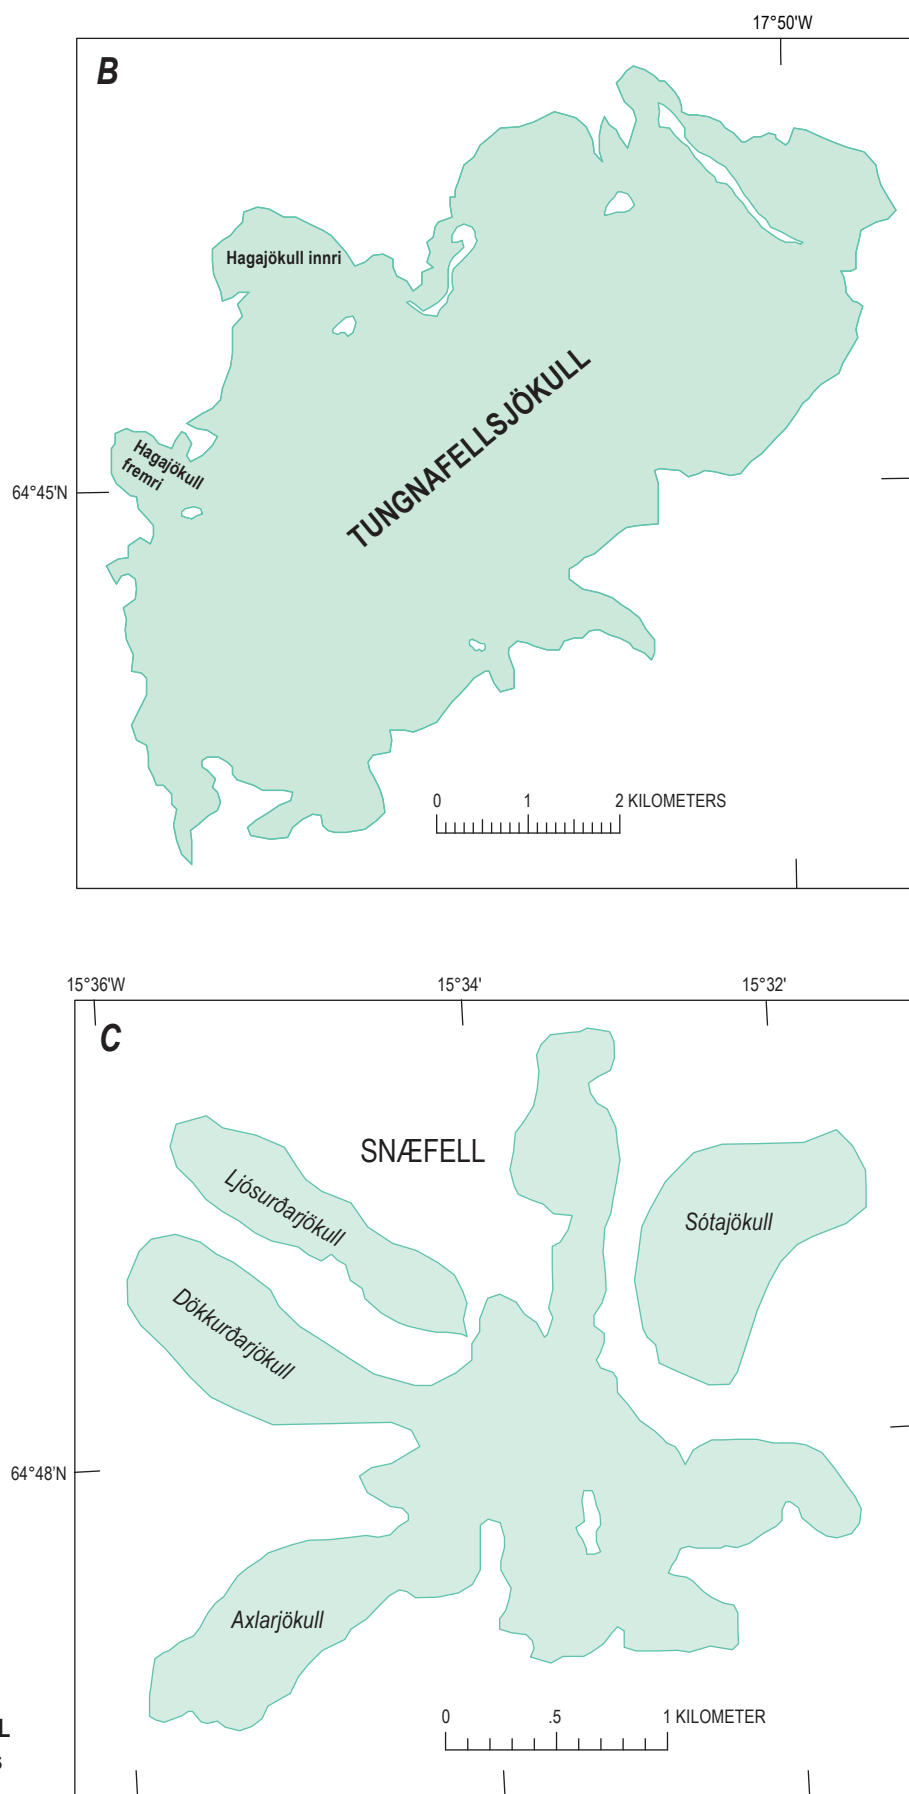 17°50'W
B
Hagajökull innri
TUNGNAFELLSJÖKULL
Hagajökull
fremri
64°45'N
0 1 2 KILOMETERS
15°36'W 15°34' 15°32'
C
SNÆFELL
Ljósurðarjökull
Sótajökull
Dökkurðarjökull
64°48'N
Axlarjökull
0 .5 1 KILOMETER
L
s